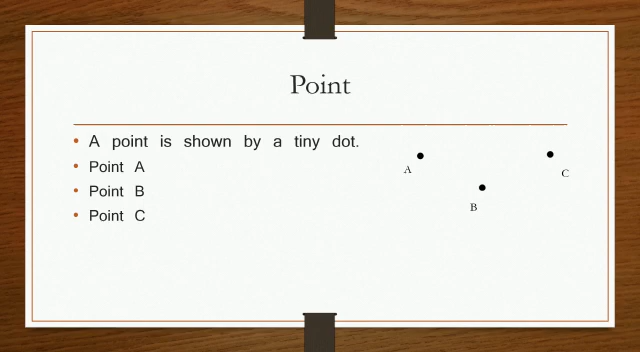 Point
A point is shown by a tiny dot.
Point A
Point B
Point C
A
B
C